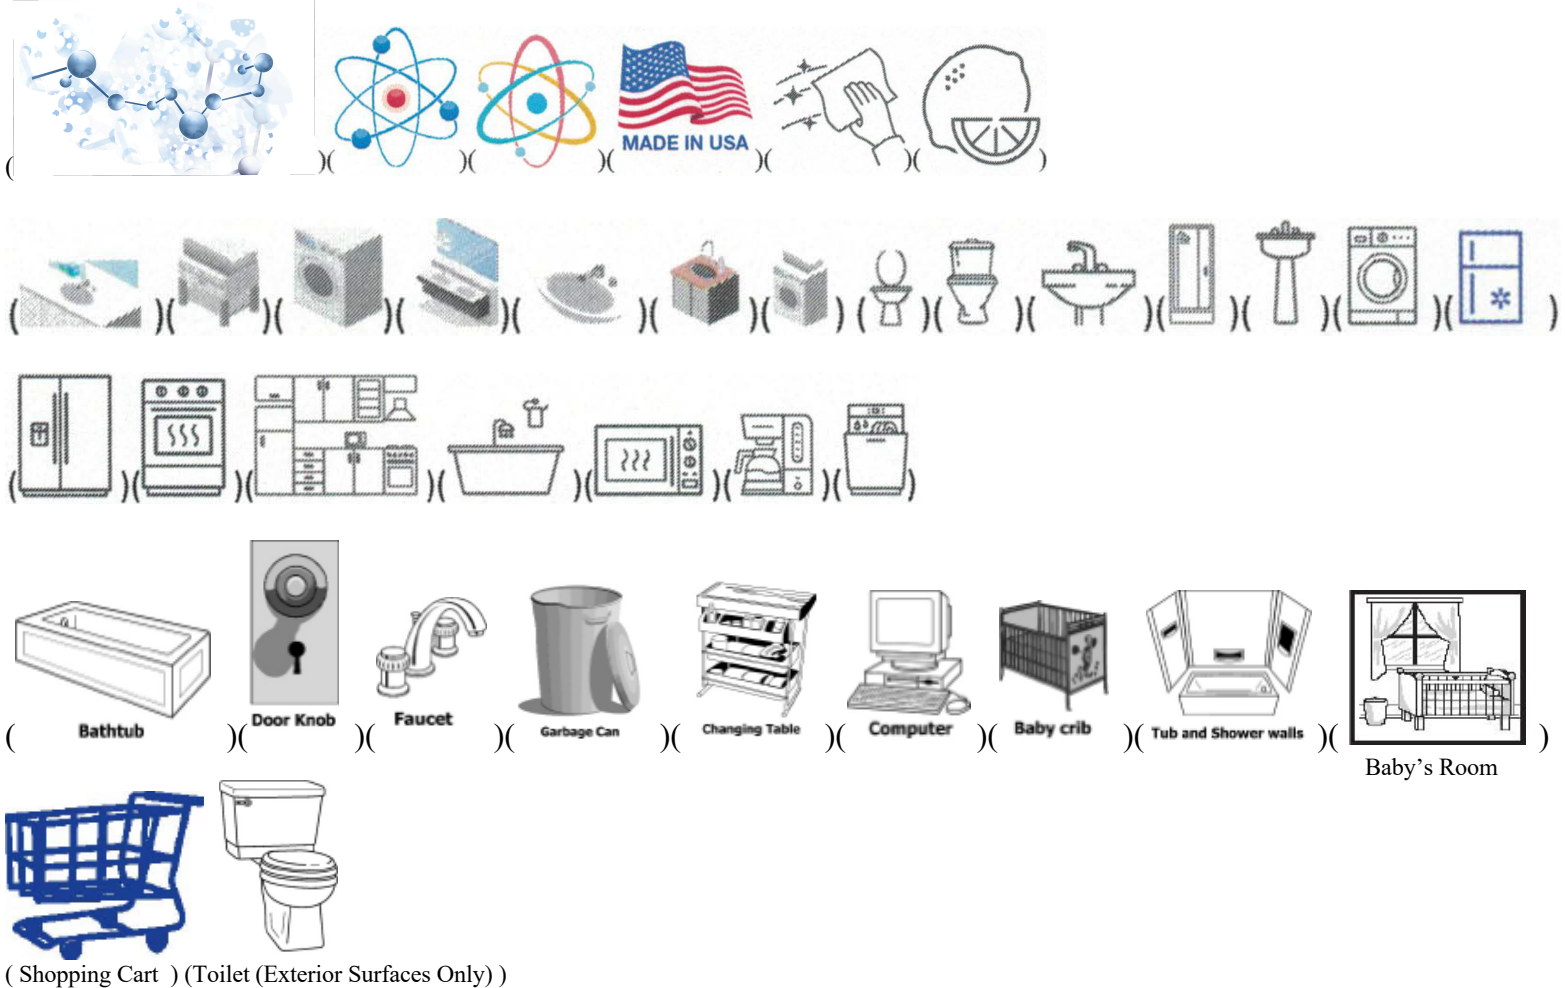 ( )( )( )( MADE IN USA )( )( )
( )( )( )( )( )( )( ) ( )( )( )( )( )( )( )
( )( )( )( )( )( )( )
( Bathtub )( Door Knob )( Faucet )( Garbage Can )( Changing Table )( Computer )( Baby crib )( Tub and Shower walls )( )
Baby’s Room
( Shopping Cart ) (Toilet (Exterior Surfaces Only) )